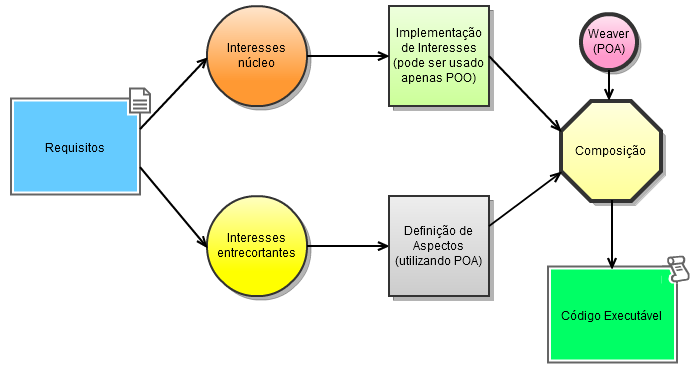 Requisitos
Interesses
núcleo
Implementação
de Interesses
(pode ser usado
apenas POO)
Weaver
(POA)
Composição
Interesses
entrecortantes
Definição de
Aspectos
(utilizando POA)
Código Executável